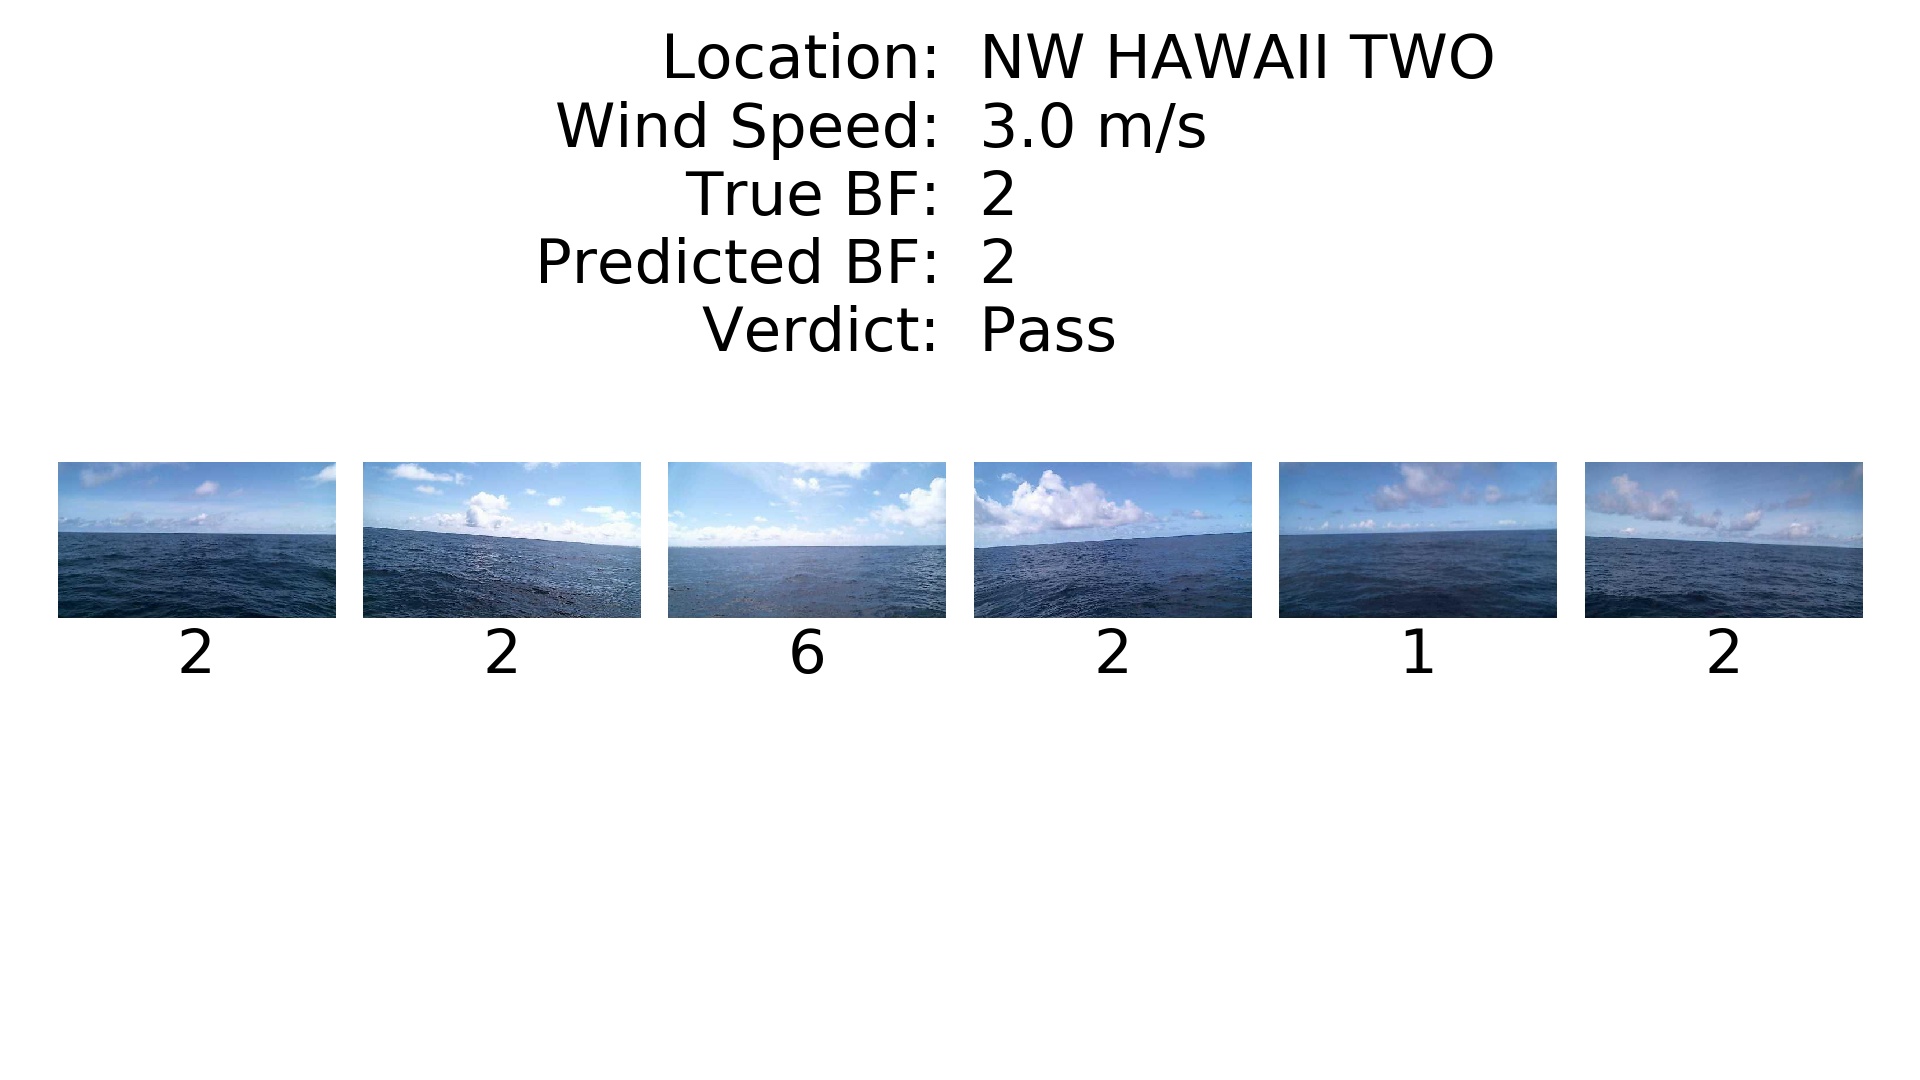 Location: NW HAWAII TWO
Wind Speed: 3.0 m/s
True BF: 2
Predicted BF: 2
Verdict: Pass
2 2 6 2 1 2